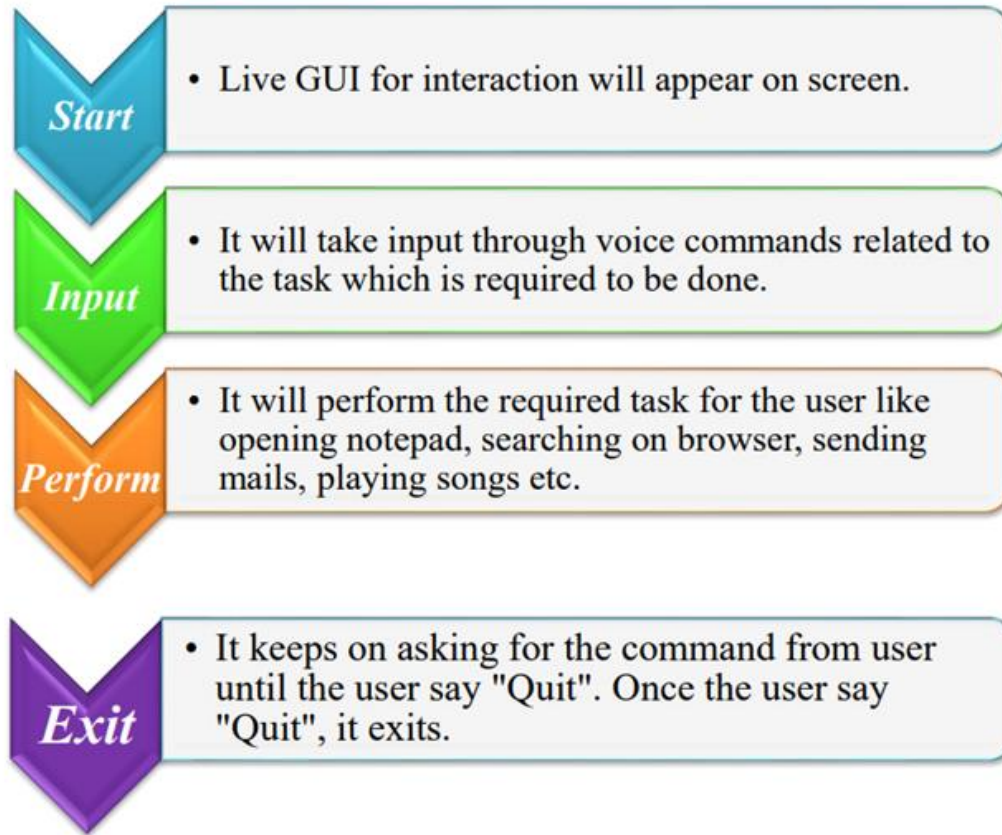 Start
• Live GUI for interaction will appear on screen.
Input
• It will take input through voice commands related to
the task which is required to be done.
Perform
• It will perform the required task for the user like
opening notepad, searching on browser, sending
mails, playing songs etc.
Exit
• It keeps on asking for the command from user
until the user say "Quit". Once the user say
"Quit", it exits.